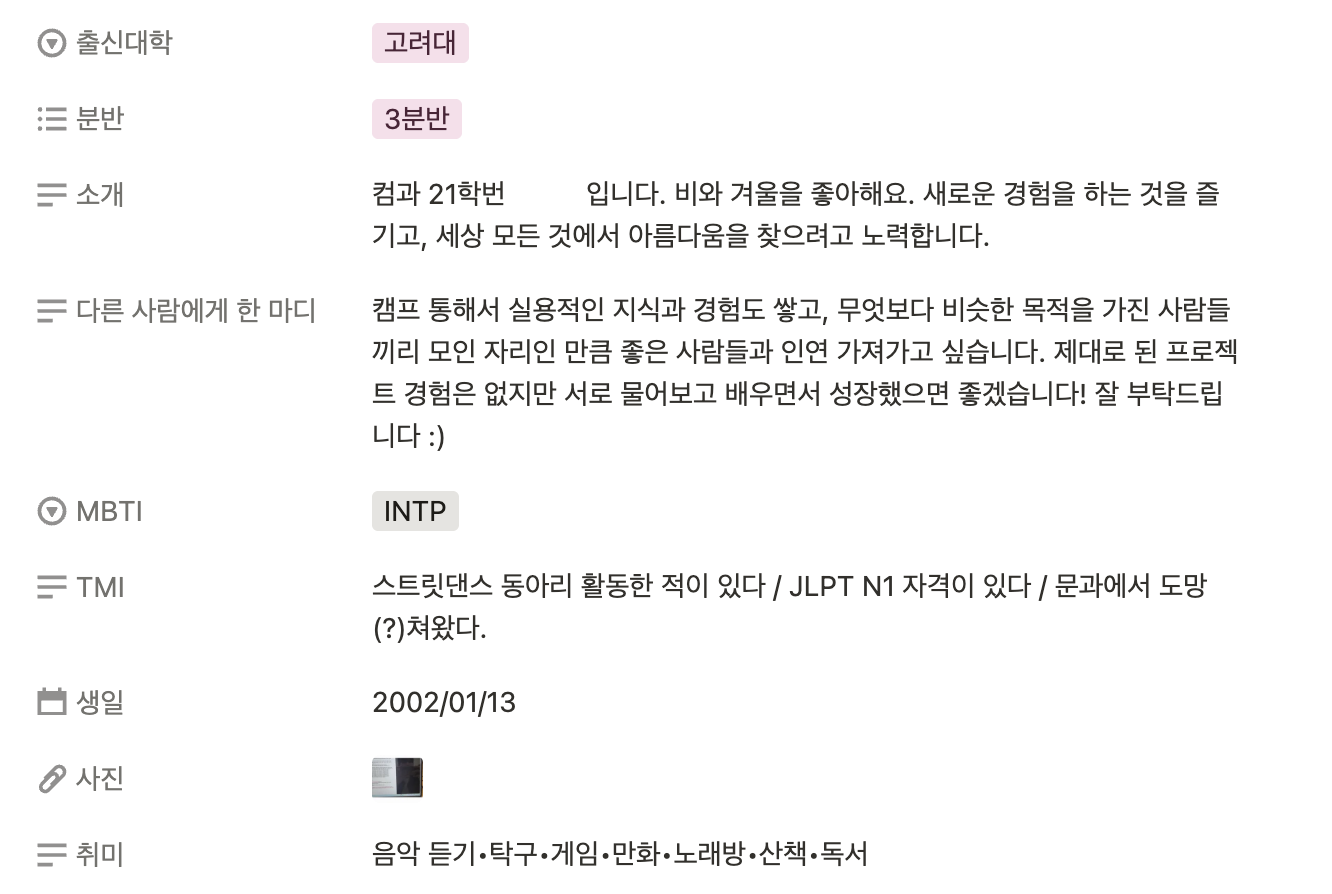 출신대학 고려대
분반 3분반
소개 컴과 21학번 입니다. 비와 겨울을 좋아해요. 새로운 경험을 하는 것을 즐
기고, 세상 모든 것에서 아름다움을 찾으려고 노력합니다.
다른 사람에게 한 마디 캠프 통해서 실용적인 지식과 경험도 쌓고, 무엇보다 비슷한 목적을 가진 사람들
끼리 모인 자리인 만큼 좋은 사람들과 인연 가져가고 싶습니다. 제대로 된 프로젝
트 경험은 없지만 서로 물어보고 배우면서 성장했으면 좋겠습니다! 잘 부탁드립
니다 :)
MBTI INTP
TMI 스트릿댄스 동아리 활동한 적이 있다 / JLPT N1 자격이 있다 / 문과에서 도망
(?)쳐왔다.
생일 2002/01/13
사진
취미 음악 듣기•탁구•게임•만화•노래방•산책•독서